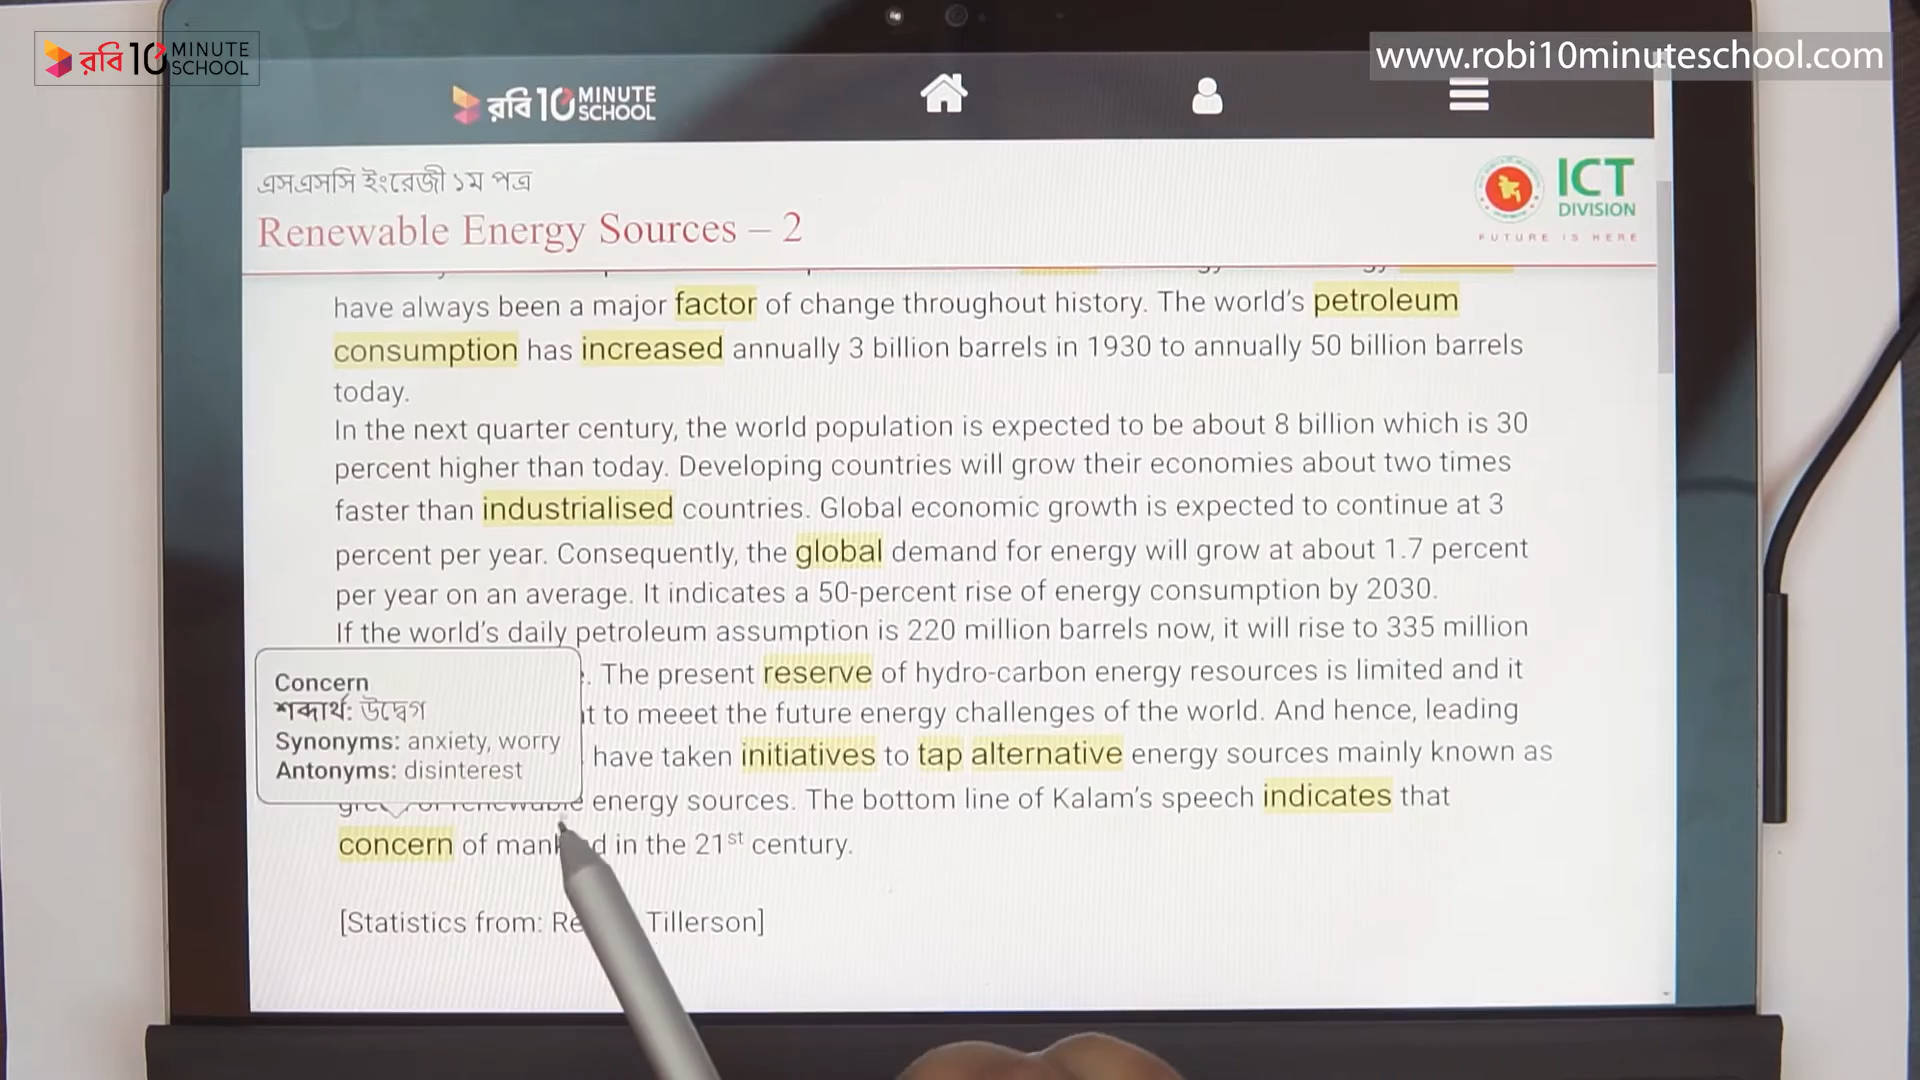 রবি 10 MINUTE SCHOOL
www.robi10minuteschool.com
রবি 10 MINUTE SCHOOL
এসএসসি ইংরেজী ১ম পত্র
Renewable Energy Sources – 2
ICT
DIVISION
FUTURE IS HERE
have always been a major factor of change throughout history. The world's petroleum
consumption has increased annually 3 billion barrels in 1930 to annually 50 billion barrels
today.
In the next quarter century, the world population is expected to be about 8 billion which is 30
percent higher than today. Developing countries will grow their economies about two times
faster than industrialised countries. Global economic growth is expected to continue at 3
percent per year. Consequently, the global demand for energy will grow at about 1.7 percent
per year on an average. It indicates a 50-percent rise of energy consumption by 2030.
If the world's daily petroleum assumption is 220 million barrels now, it will rise to 335 million
. The present reserve of hydro-carbon energy resources is limited and it
to meeet the future energy challenges of the world. And hence, leading
have taken initiatives to tap alternative energy sources mainly known as
renewable energy sources. The bottom line of Kalam's speech indicates that
concern of in the 21st century.
[Statistics from: Tillerson]
Concern
শব্দার্থ: উদ্বেগ
Synonyms: anxiety, worry
Antonyms: disinterest